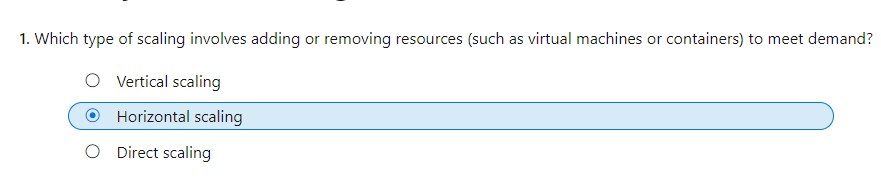 1. Which type of scaling involves adding or removing resources (such as virtual machines or containers) to meet demand?
Vertical scaling
Horizontal scaling
Direct scaling